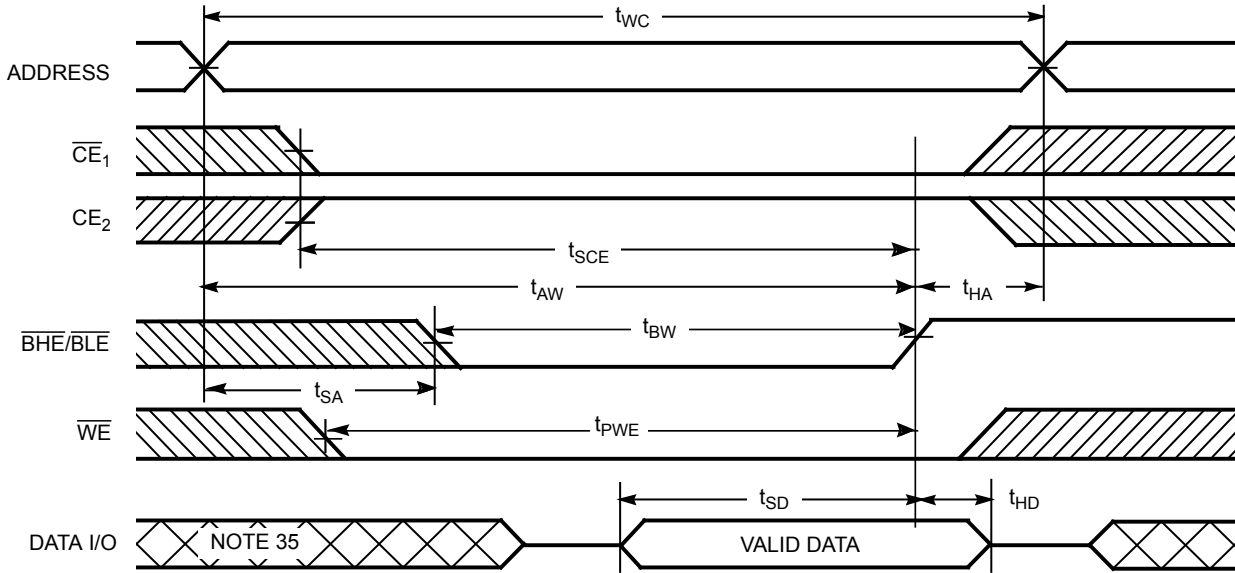 tWC
ADDRESS
CE1
CE2
tSCE
tAW
tHA
BHE/BLE
tBW
tSA
WE
tPWE
tSD
tHD
DATA I/O
NOTE 35
VALID DATA